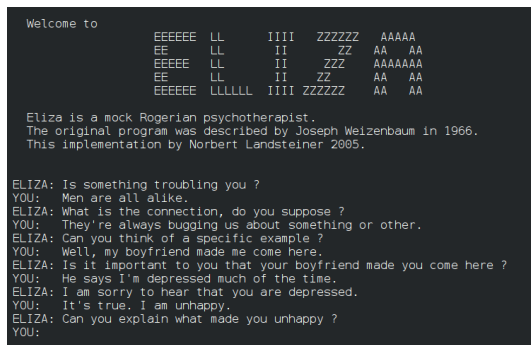 Welcome to
EEEEEE LL IIII ZZZZZZ AAAAA
EE LL II ZZ AA AA
EEEEE LL II ZZZ AAAAAAA
EE LL II ZZ AA AA
EEEEEE LLLLLL IIII ZZZZZZ AA AA
Eliza is a mock Rogerian psychotherapist.
The original program was described by Joseph Weizenbaum in 1966.
This implementation by Norbert Landsteiner 2005.
ELIZA: Is something troubling you ?
YOU: Men are all alike.
ELIZA: What is the connection, do you suppose ?
YOU: They're always bugging us about something or other.
ELIZA: Can you think of a specific example ?
YOU: Well, my boyfriend made me come here.
ELIZA: Is it important to you that your boyfriend made you come here ?
YOU: He says I'm depressed much of the time.
ELIZA: I am sorry to hear that you are depressed.
YOU: It's true. I am unhappy.
ELIZA: Can you explain what made you unhappy ?
YOU: